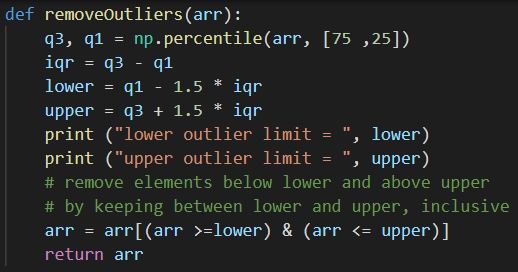 def removeOutliers(arr):
    q3, q1 = np.percentile(arr, [75 ,25])
    iqr = q3 - q1
    lower = q1 - 1.5 * iqr
    upper = q3 + 1.5 * iqr
    print ("lower outlier limit = ", lower)
    print ("upper outlier limit = ", upper)
    # remove elements below lower and above upper
    # by keeping between lower and upper, inclusive
    arr = arr[(arr >=lower) & (arr <= upper)]
    return arr